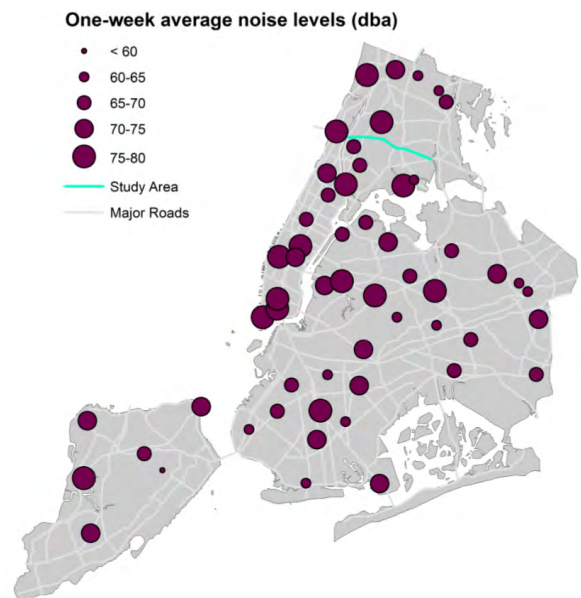 One-week average noise levels (dba)
< 60
60-65
65-70
70-75
75-80
Study Area
Major Roads